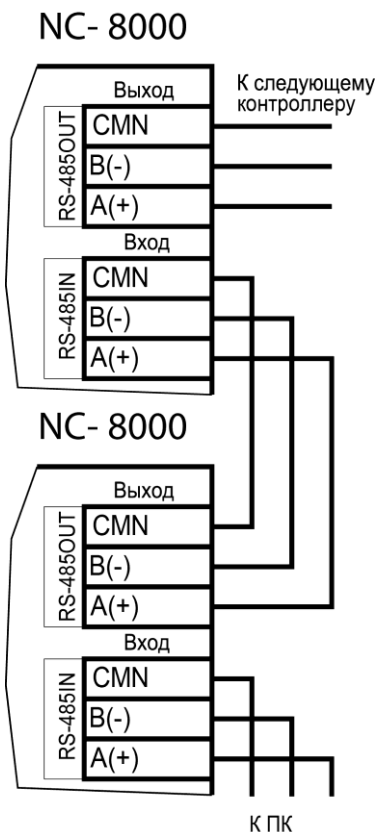 NC- 8000
Выход
К следующему
контроллеру
RS-485OUT
CMN
B(-)
A(+)
Вход
RS-485IN
CMN
B(-)
A(+)
NC- 8000
Выход
RS-485OUT
CMN
B(-)
A(+)
Вход
RS-485IN
CMN
B(-)
A(+)
К ПК